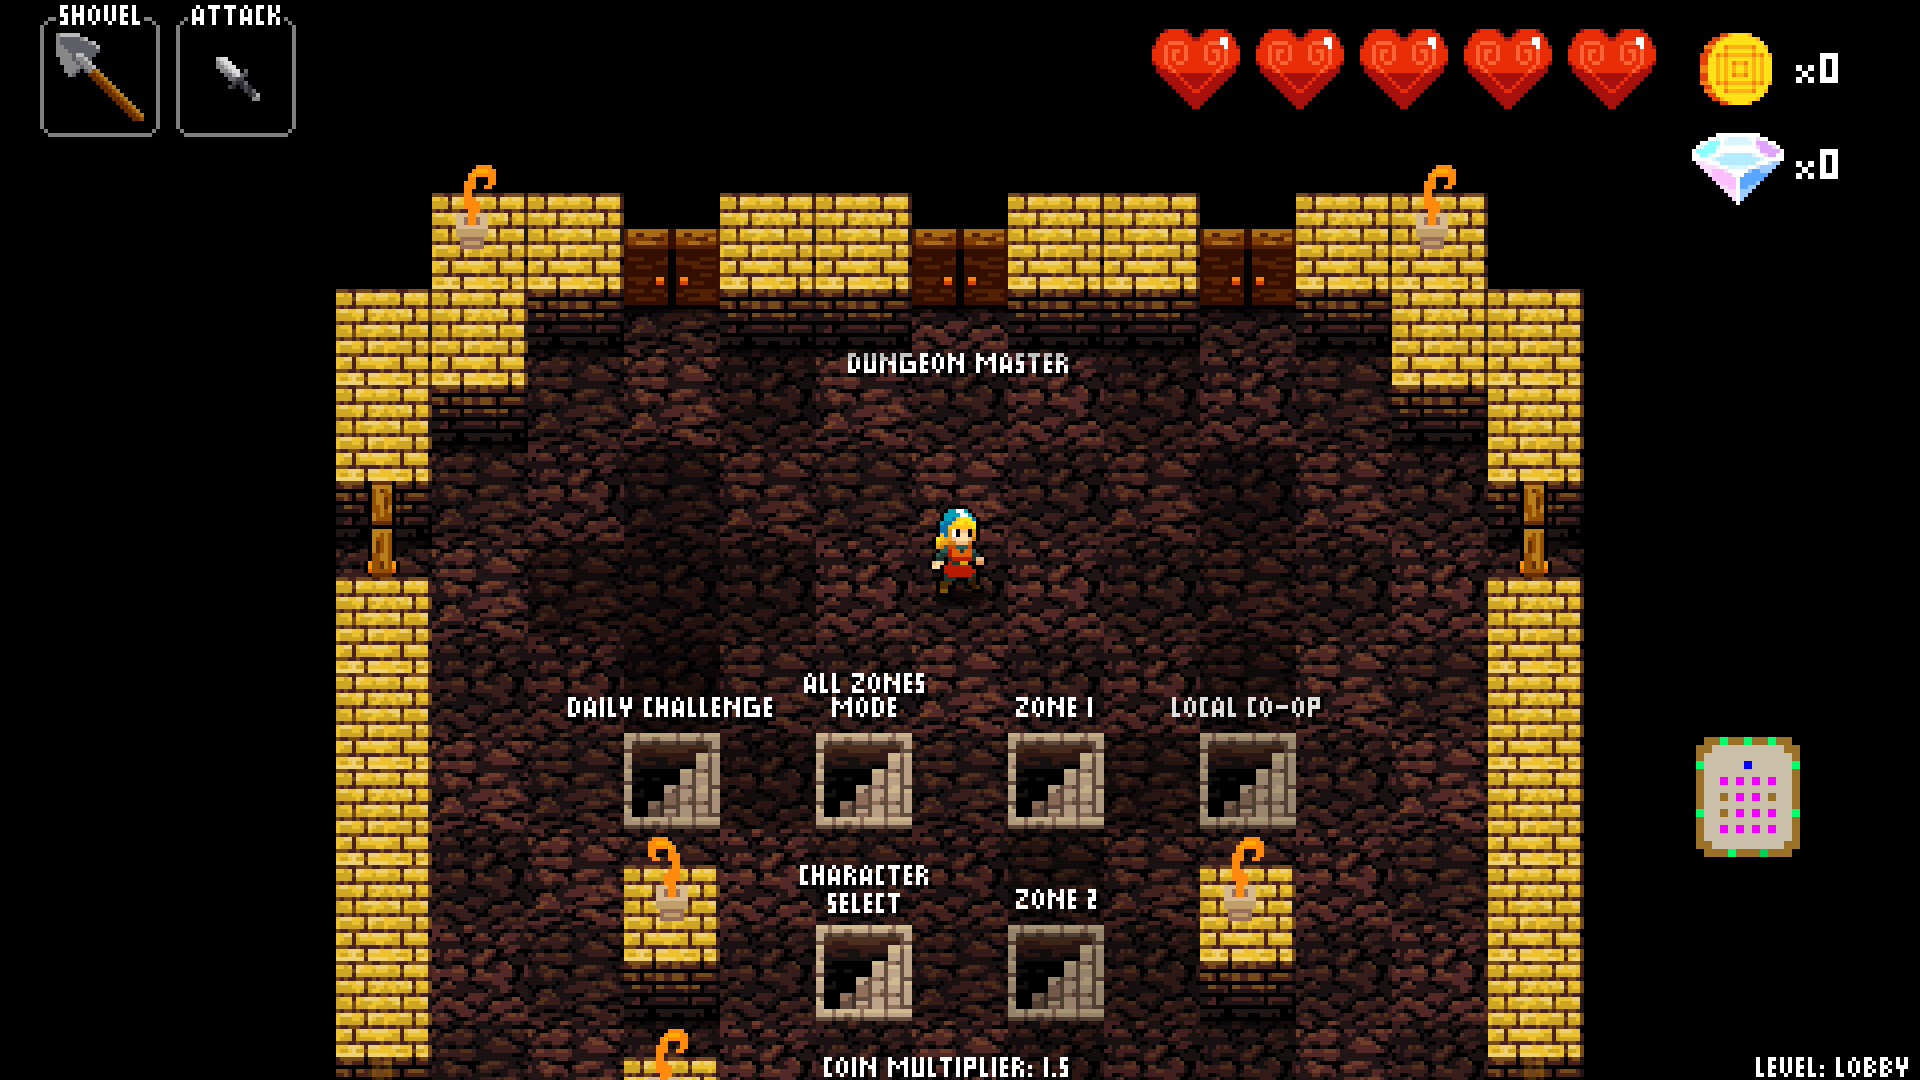 SHOVEL
ATTACK
x0
x0
DUNGEON MASTER
DAILY CHALLENGE
ALL ZONES
MODE
ZONE 1
LOCAL CO-OP
CHARACTER
SELECT
ZONE 2
COIN MULTIPLIER: 1.5
LEVEL: LOBBY